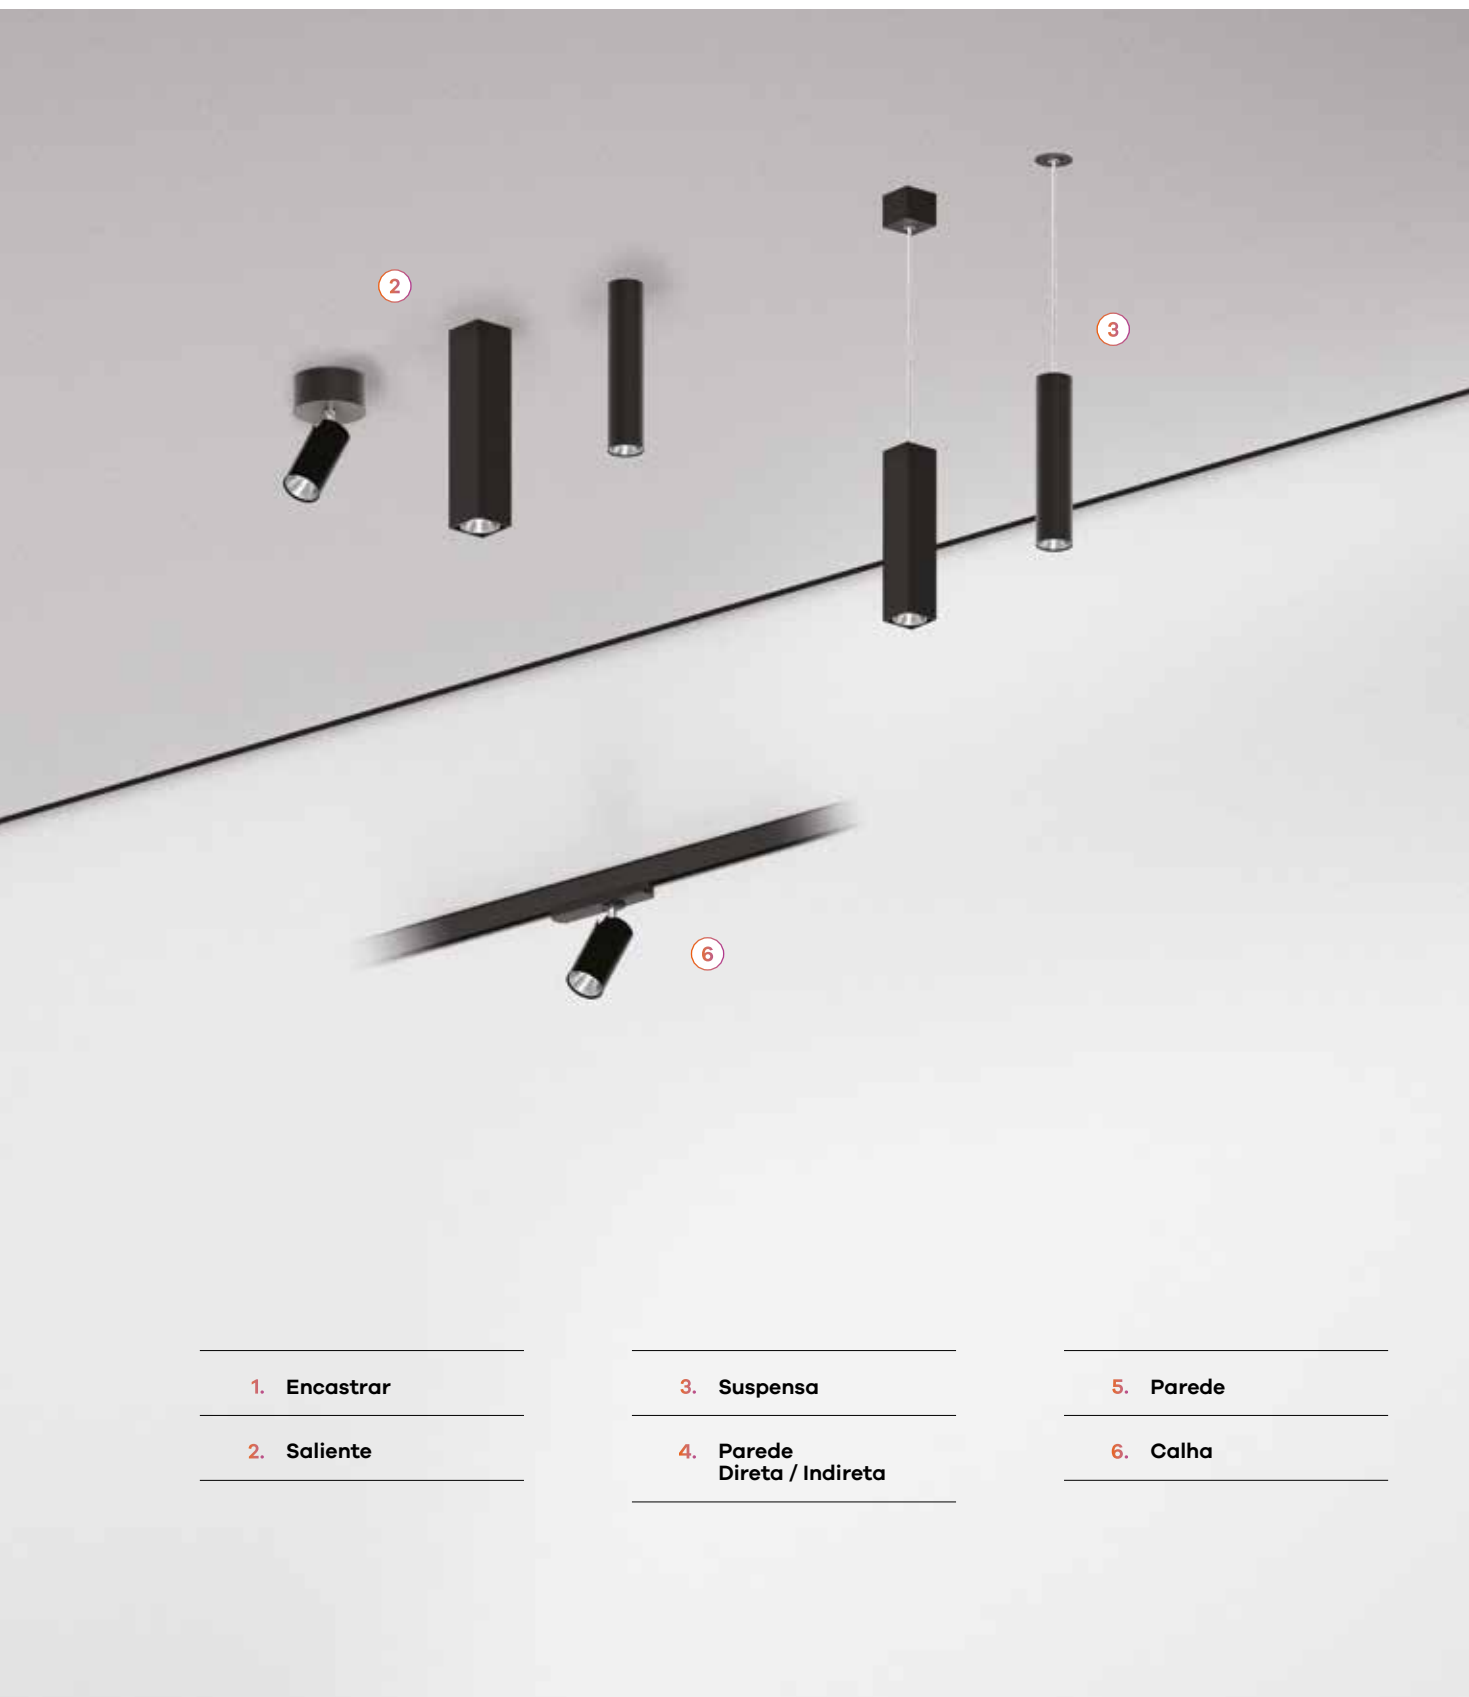 2
3
6
1. Encastrar
2. Saliente
3. Suspensa
4. Parede
Direta / Indireta
5. Parede
6. Calha